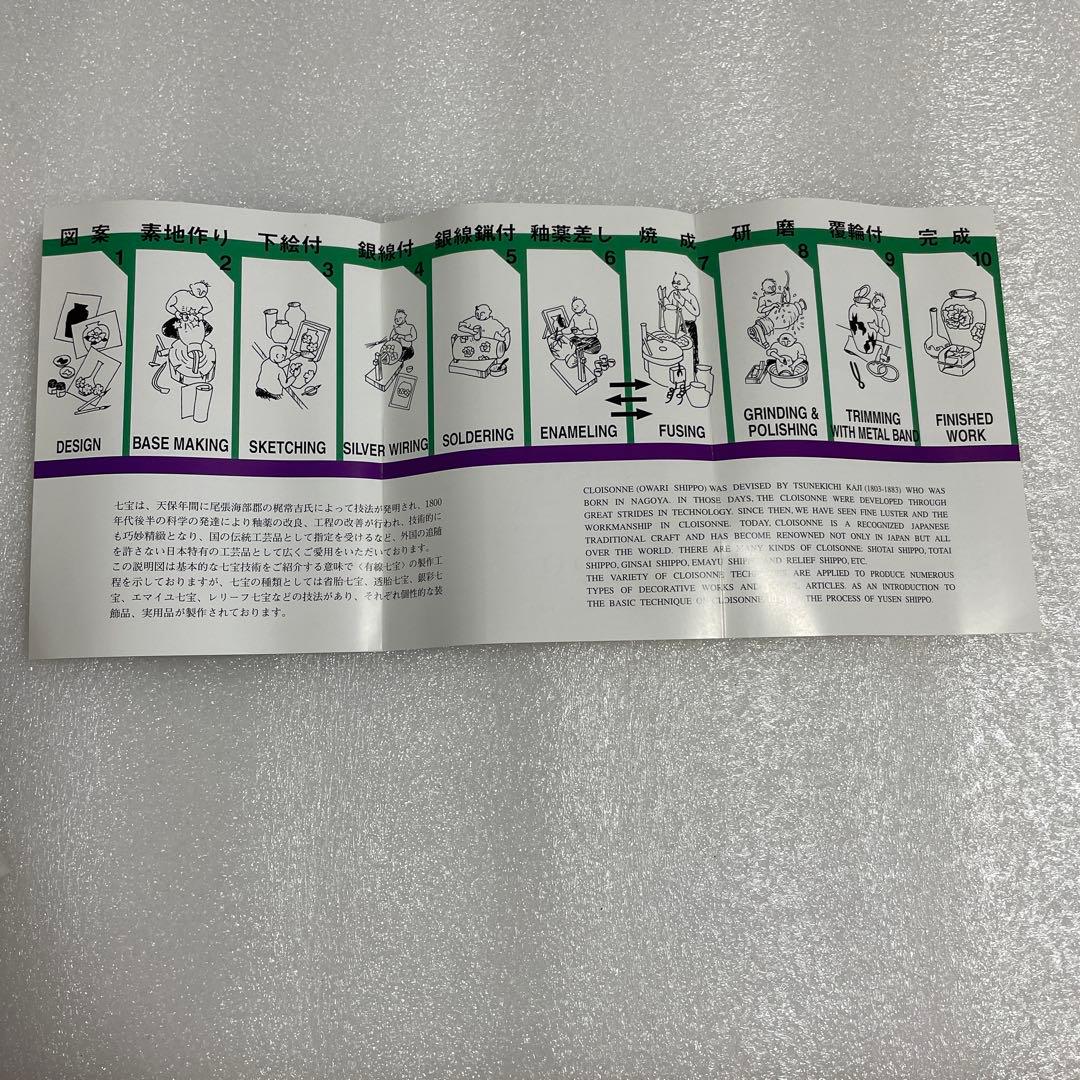 図案
素地作り
下絵付
銀線付
銀線鑞付
釉薬差し
焼成
研磨
覆輪付
完成
1
2
3
4
5
6
7
8
9
10
DESIGN
BASE MAKING
SKETCHING
SILVER WIRING
SOLDERING
ENAMELING
FUSING
GRINDING &
POLISHING
TRIMMING
WITH METAL BAND
FINISHED
WORK
七宝は、天保年間に尾張海部郡の梶常吉氏によって技法が発明され、1800
年代後半の科学の発達により釉薬の改良、工程の改善が行われ、技術的に
も巧妙精緻となり、国の伝統工芸品として指定を受けるなど、外国の追随
を許さない日本特有の工芸品として広くご愛用をいただいております。
この説明図は基本的な七宝技術をご紹介する意味で〈有線七宝〉の製作工
程を示しておりますが、七宝の種類としては省胎七宝、透胎七宝、銀彩七
宝、エマイユ七宝、レリーフ七宝などの技法があり、それぞれ個性的な装
飾品、実用品が製作されております。
CLOISONNE (OWARI SHIPPO) WAS DEVISED BY TSUNEKICHI KAJI (1803-1883) WHO WAS
BORN IN NAGOYA. IN THOSE DAYS, THE CLOISONNE WERE DEVELOPED THROUGH
GREAT STRIDES IN TECHNOLOGY. SINCE THEN, WE HAVE SEEN FINE LUSTER AND THE
WORKMANSHIP IN CLOISONNE. TODAY, CLOISONNE IS A RECOGNIZED JAPANESE
TRADITIONAL CRAFT AND HAS BECOME RENOWNED NOT ONLY IN JAPAN BUT ALL
OVER THE WORLD. THERE ARE MANY KINDS OF CLOISONNE: SHOTAI SHIPPO, TOTAI
SHIPPO, GINSAI SHIPPO, EMAYU SHIPPO AND RELIEF SHIPPO, ETC.
THE VARIETY OF CLOISONNE ARE APPLIED TO PRODUCE NUMEROUS
TYPES OF DECORATIVE WORKS AND ARTICLES. AS AN INTRODUCTION TO
THE BASIC TECHNIQUE OF CLOISONNE THE PROCESS OF YUSEN SHIPPO.